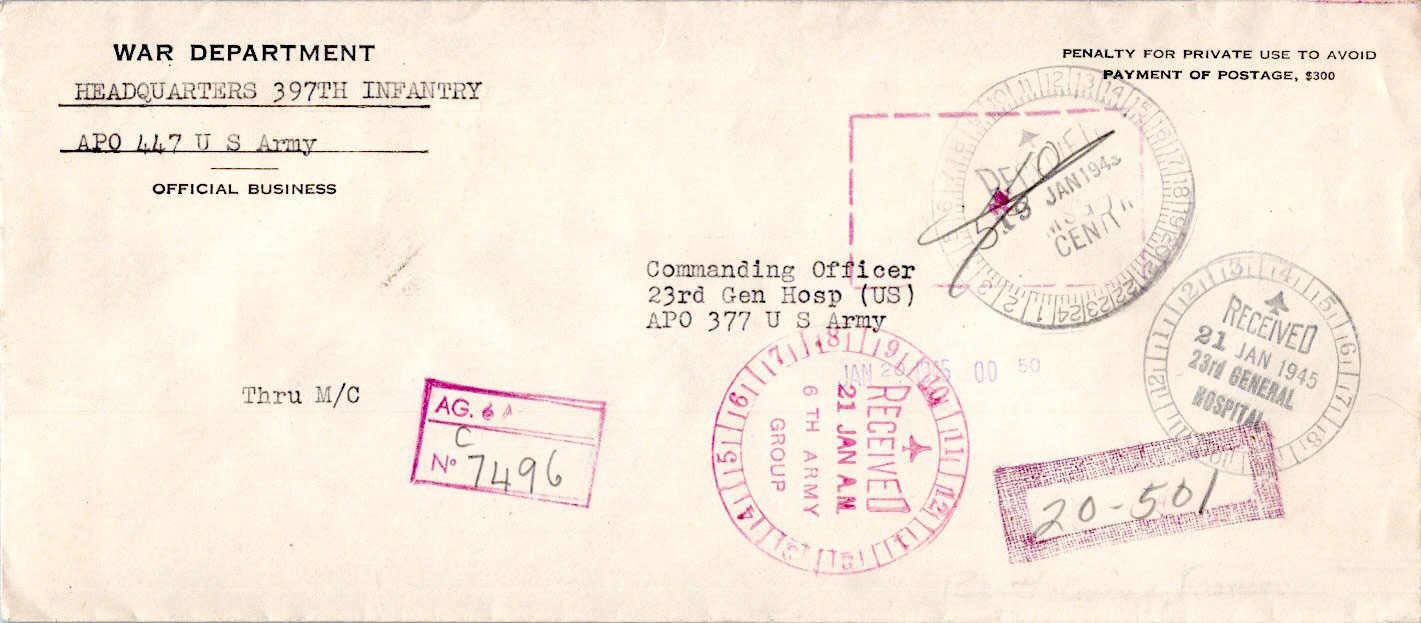 WAR DEPARTMENT
HEADQUARTERS 397TH INFANTRY
APO 447 U S Army
OFFICIAL BUSINESS
PENALTY FOR PRIVATE USE TO AVOID
PAYMENT OF POSTAGE, $300
JAN 194
CENT
Commanding Officer
23rd Gen Hosp (US)
APO 377 U S Army
Thru M/C
AG. 6A
C
Nº 7496
JAN 20 00 50
RECEIVED
21 JAN A.M.
6 TH ARMY
GROUP
RECEIVED
21 JAN 1945
23rd GENERAL
HOSPITAL
20-501